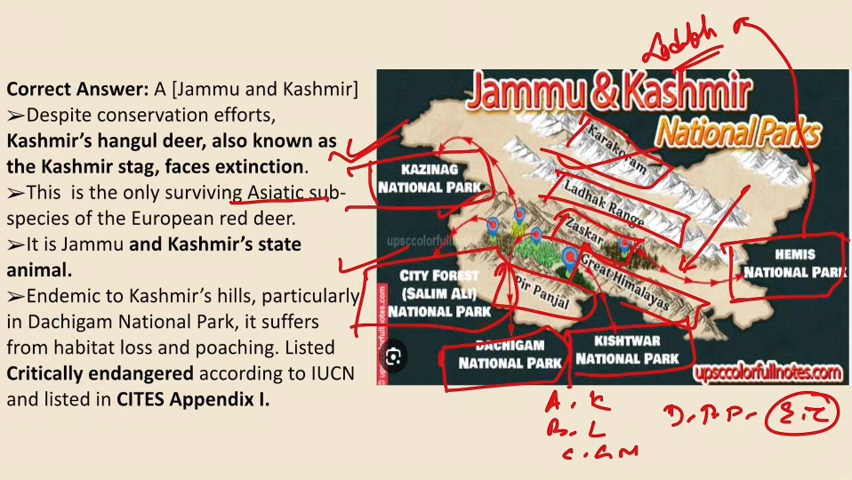 Correct Answer: A [Jammu and Kashmir]
➢Despite conservation efforts,
Kashmir's hangul deer, also known as
the Kashmir stag, faces extinction.
➢This is the only surviving Asiatic sub-
species of the European red deer.
➢It is Jammu and Kashmir's state
animal.
➢Endemic to Kashmir's hills, particularly
in Dachigam National Park, it suffers
from habitat loss and poaching. Listed
Critically endangered according to IUCN
and listed in CITES Appendix I.
Ladakh
Jammu & Kashmir
National Parks
Karakoram
KAZINAG
NATIONAL PARK
Ladakh Range
Zaskar
upsccolorfullnotes.com
Great Himalayas
HEMIS
NATIONAL PARK
CITY FOREST
(SALIM ALI)
NATIONAL PARK
Pir Panjal
DACHIGAM
NATIONAL PARK
KISHTWAR
NATIONAL PARK
upsccolorfullnotes.com
A. K
B. L
C. GM